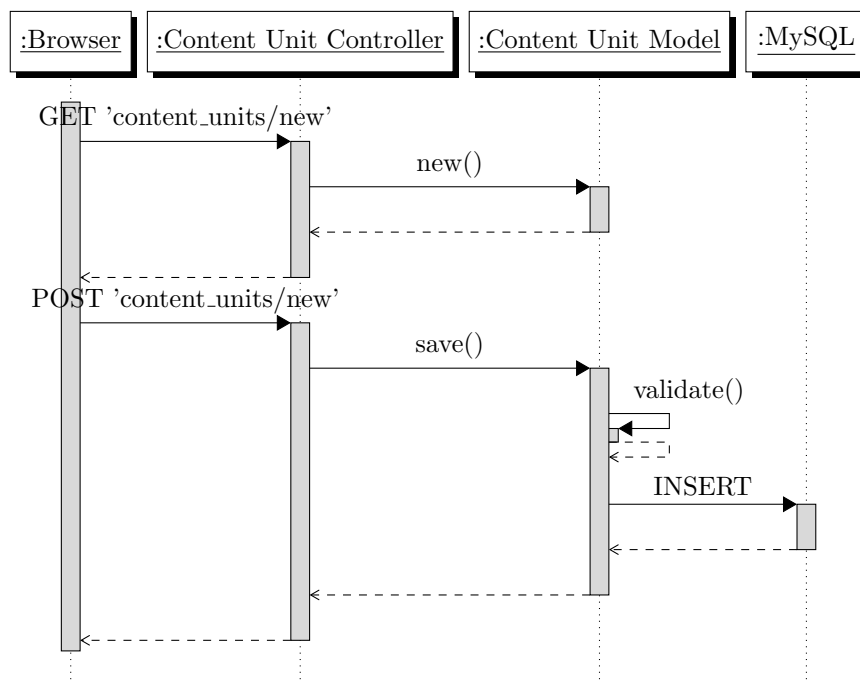 :Browser
:Content Unit Controller
:Content Unit Model
:MySQL
GET 'content_units/new'
new()
POST 'content_units/new'
save()
validate()
INSERT